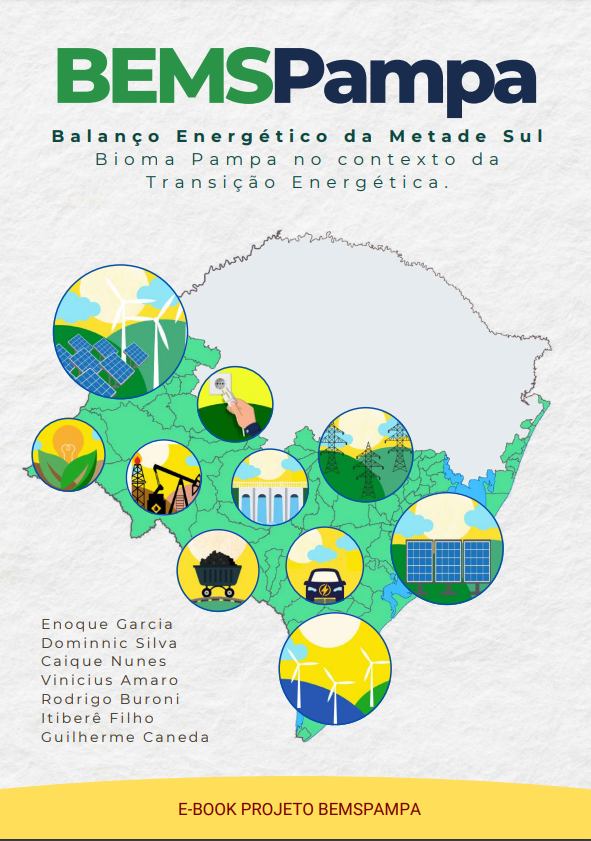 BEMSPampa
Balanço Energético da Metade Sul
Bioma Pampa no contexto da
Transição Energética.
Enoque Garcia
Dominnic Silva
Caique Nunes
Vinicius Amaro
Rodrigo Buroni
Itiberê Filho
Guilherme Caneda
E-BOOK PROJETO BEMSPAMPA